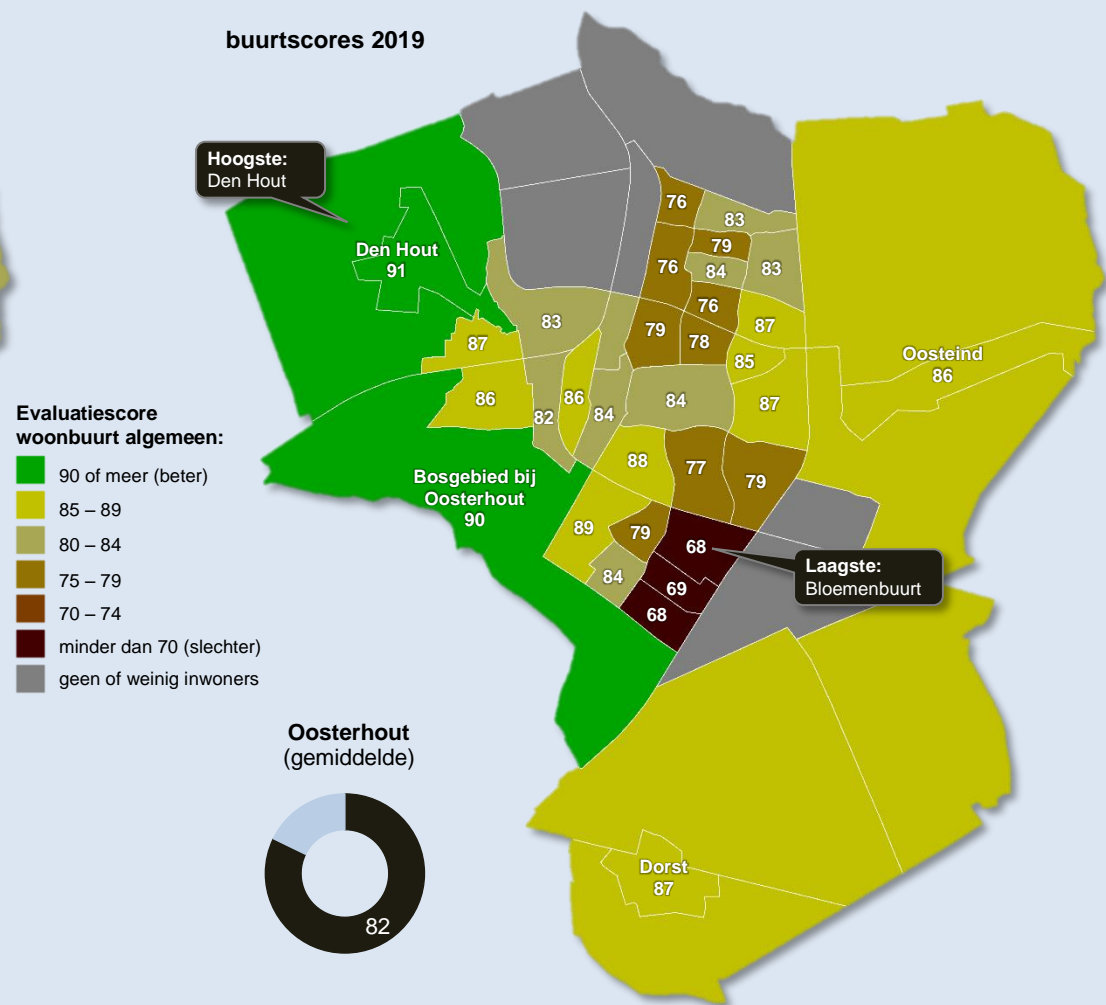 buurtscores 2019
Hoogste:
Den Hout
Den Hout
91
76
83
79
76
84
83
76
83
79
78
87
87
85
Oosteind
86
86
82
86
84
84
87
88
77
79
Bosgebied bij
Oosterhout
90
89
79
68
84
69
68
Laagste:
Bloemenbuurt
Evaluatiescore
woonbuurt algemeen:
90 of meer (beter)
85 – 89
80 – 84
75 – 79
70 – 74
minder dan 70 (slechter)
geen of weinig inwoners
Oosterhout
(gemiddelde)
82
Dorst
87